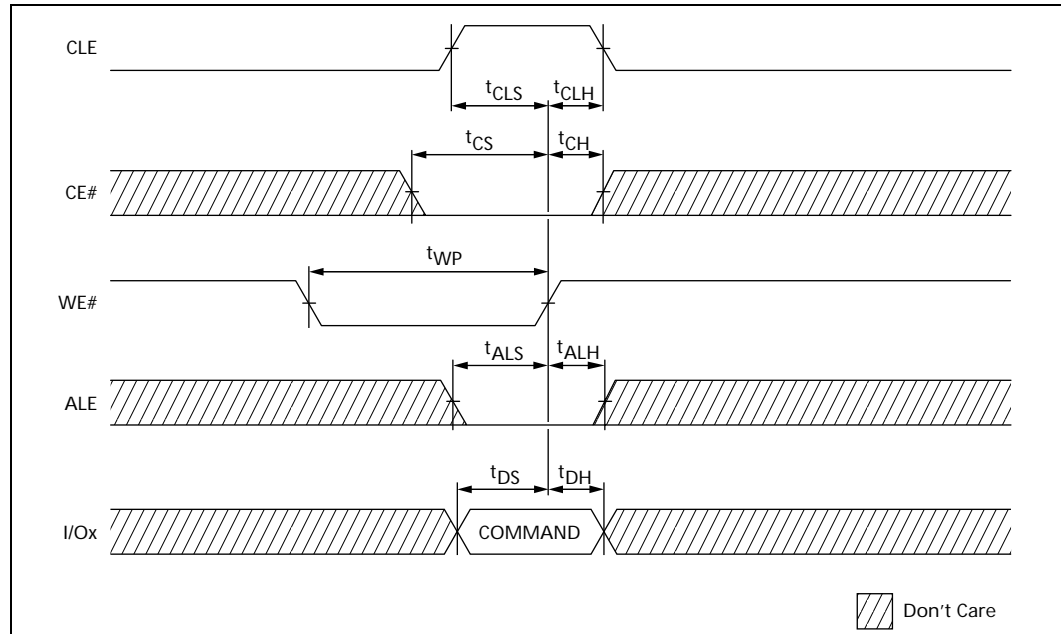 CLE
tCLS tCLH
tCS tCH
CE#
tWP
WE#
tALS tALH
ALE
tDS tDH
I/Ox COMMAND
Don't Care